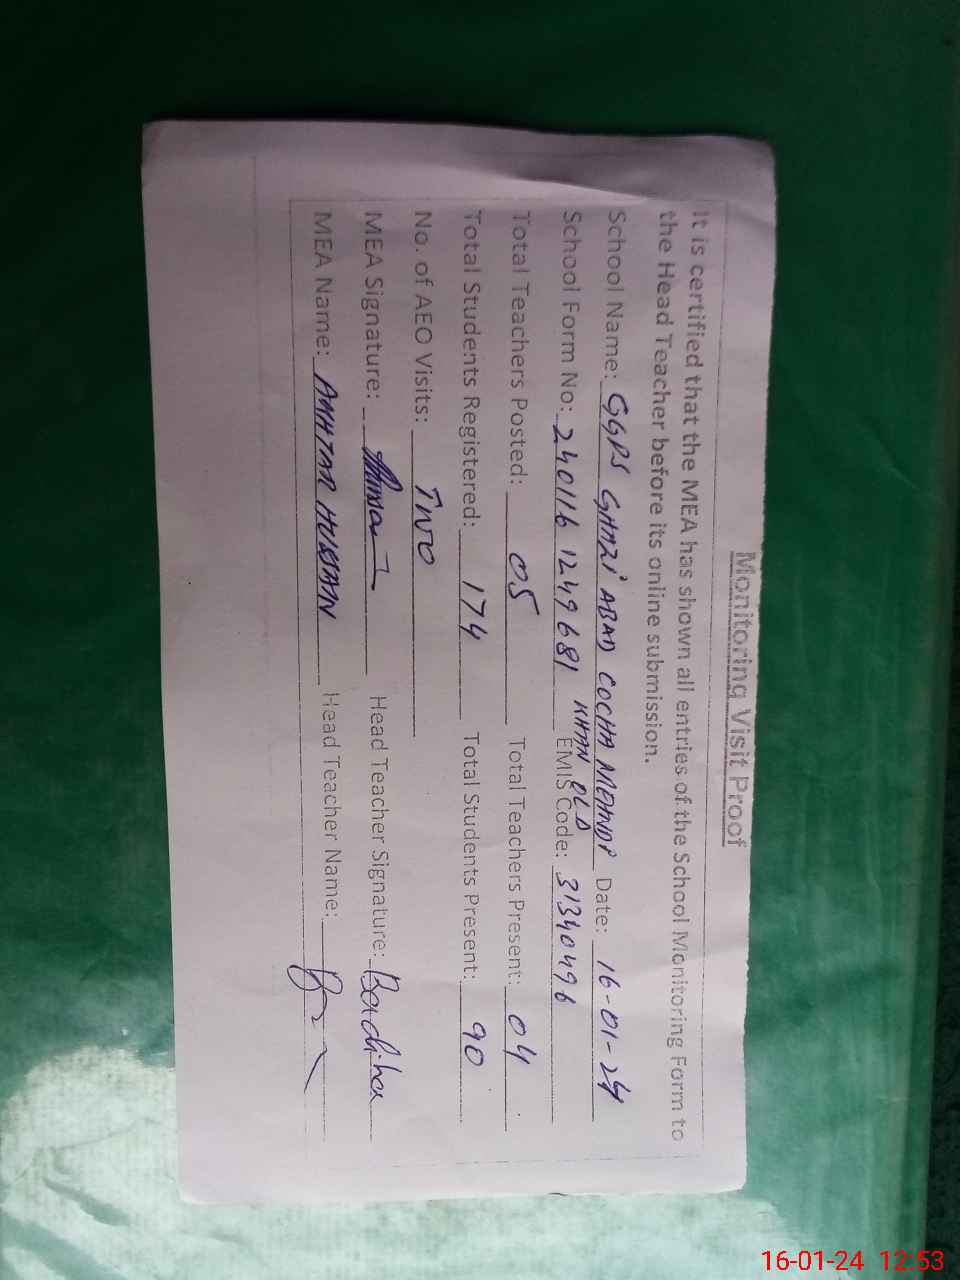 Monitoring Visit Proof
It is certified that the MEA has shown all entries of the School Monitoring Form to
the Head Teacher before its online submission.
School Name: GGPS GHAZI ABAD COCHA MOHNDI Date: 16-01-24
KHAN OLD
School Form No: 240116 1249681 EMIS Code: 31340496
Total Teachers Posted: 05 Total Teachers Present: 04
Total Students Registered: 174 Total Students Present: 90
No. of AEO Visits: Two
MEA Signature: Head Teacher Signature:
MEA Name: Head Teacher Name:
16-01-24 12:53